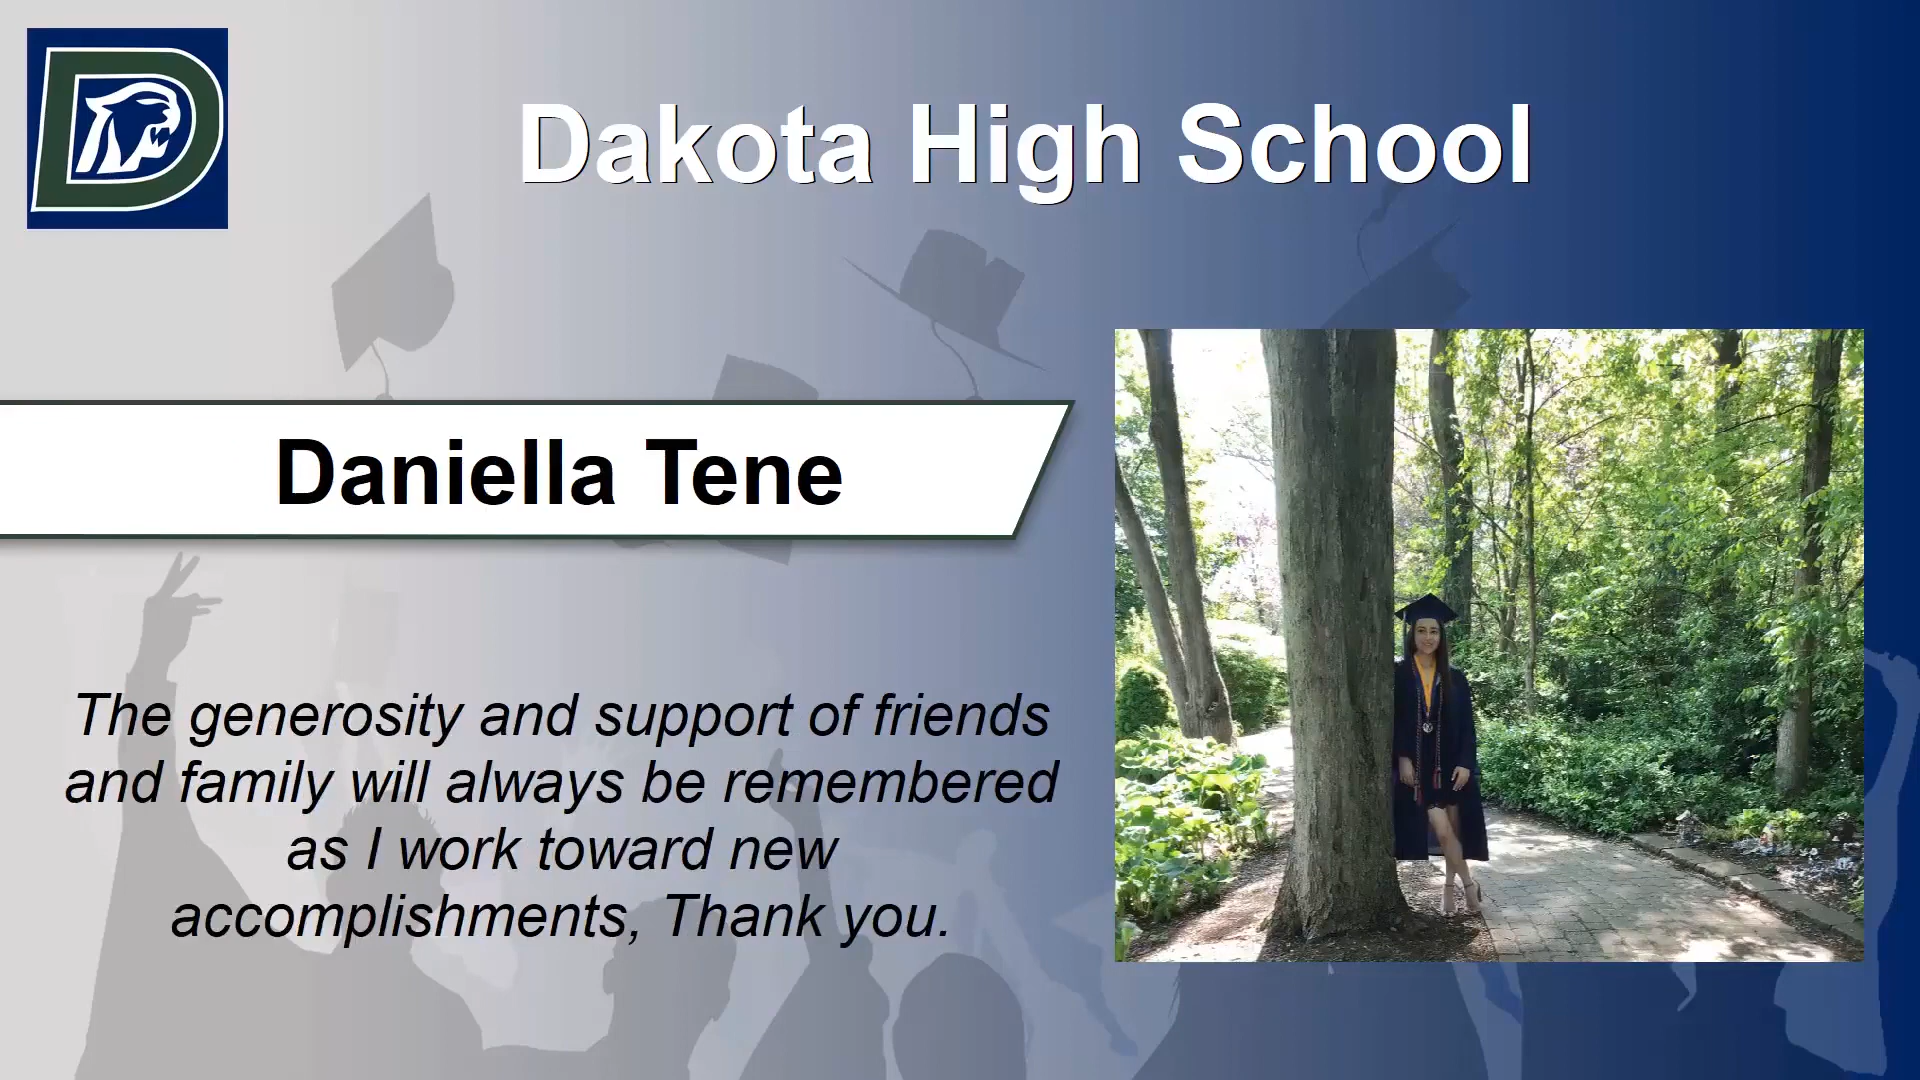 D
Dakota High School
Daniella Tene
The generosity and support of friends
and family will always be remembered
as I work toward new
accomplishments, Thank you.